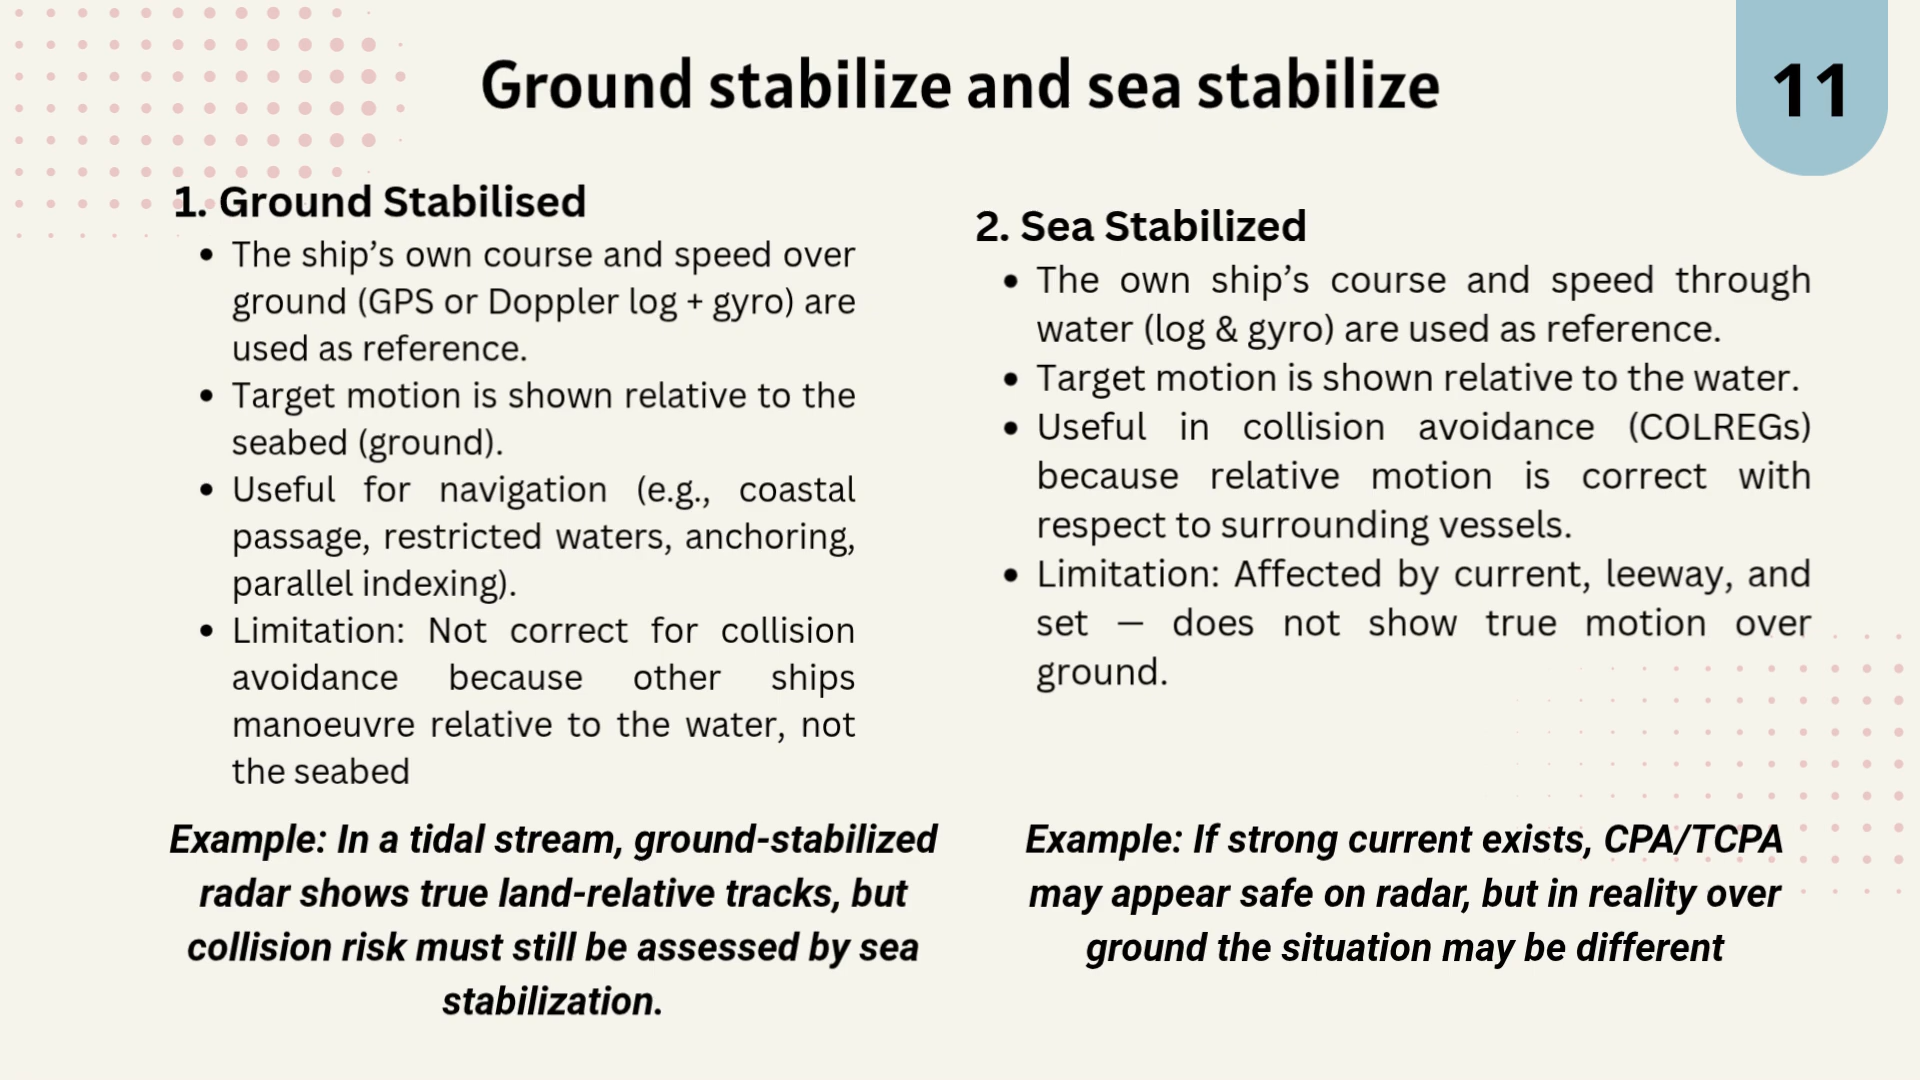 Ground stabilize and sea stabilize
11
1. Ground Stabilised
• The ship’s own course and speed over
ground (GPS or Doppler log + gyro) are
used as reference.
• Target motion is shown relative to the
seabed (ground).
• Useful for navigation (e.g., coastal
passage, restricted waters, anchoring,
parallel indexing).
• Limitation: Not correct for collision
avoidance because other ships
manoeuvre relative to the water, not
the seabed
Example: In a tidal stream, ground-stabilized
radar shows true land-relative tracks, but
collision risk must still be assessed by sea
stabilization.
2. Sea Stabilized
• The own ship’s course and speed through
water (log & gyro) are used as reference.
• Target motion is shown relative to the water.
• Useful in collision avoidance (COLREGs)
because relative motion is correct with
respect to surrounding vessels.
• Limitation: Affected by current, leeway, and
set — does not show true motion over
ground.
Example: If strong current exists, CPA/TCPA
may appear safe on radar, but in reality over
ground the situation may be different